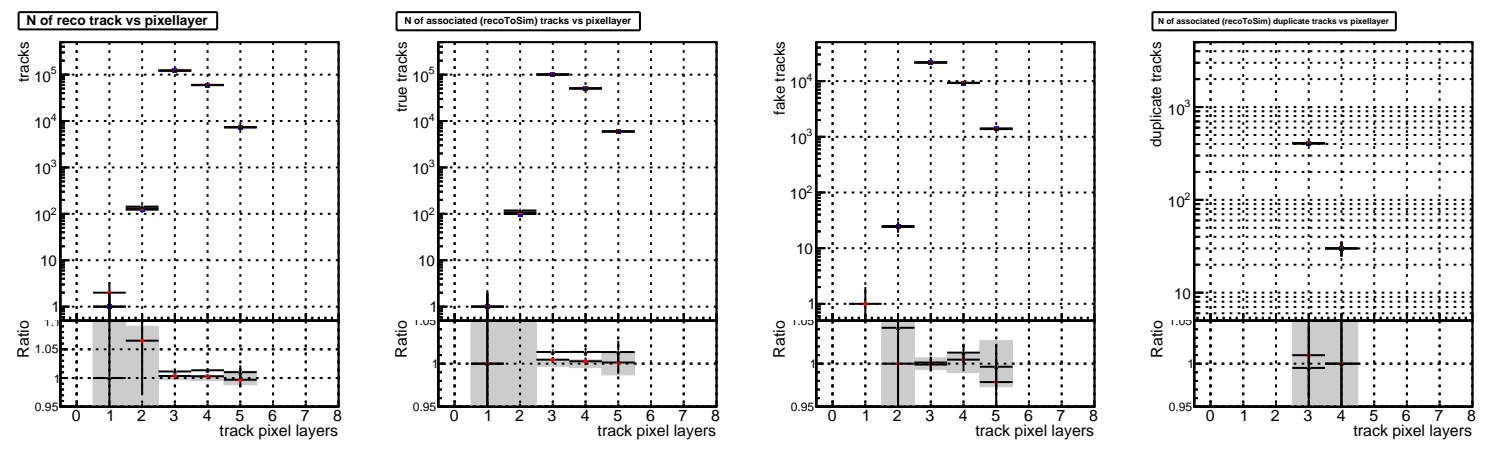 N of reco track vs pixellayer
tracks
10^5
10^4
10^3
10^2
10
1
Ratio
1.1
1.05
1
0.95
0 1 2 3 4 5 6 7 8
track pixel layers
N of associated (recoToSim) tracks vs pixellayer
true tracks
10^5
10^4
10^3
10^2
10
1
Ratio
1.05
1
0.95
0 1 2 3 4 5 6 7 8
track pixel layers
fake tracks
10^4
10^3
10^2
10
1
Ratio
1.05
1
0.95
0 1 2 3 4 5 6 7 8
track pixel layers
N of associated (recoToSim) duplicate tracks vs pixellayer
duplicate tracks
10^3
10^2
10
Ratio
1.05
1
0.95
0 1 2 3 4 5 6 7 8
track pixel layers